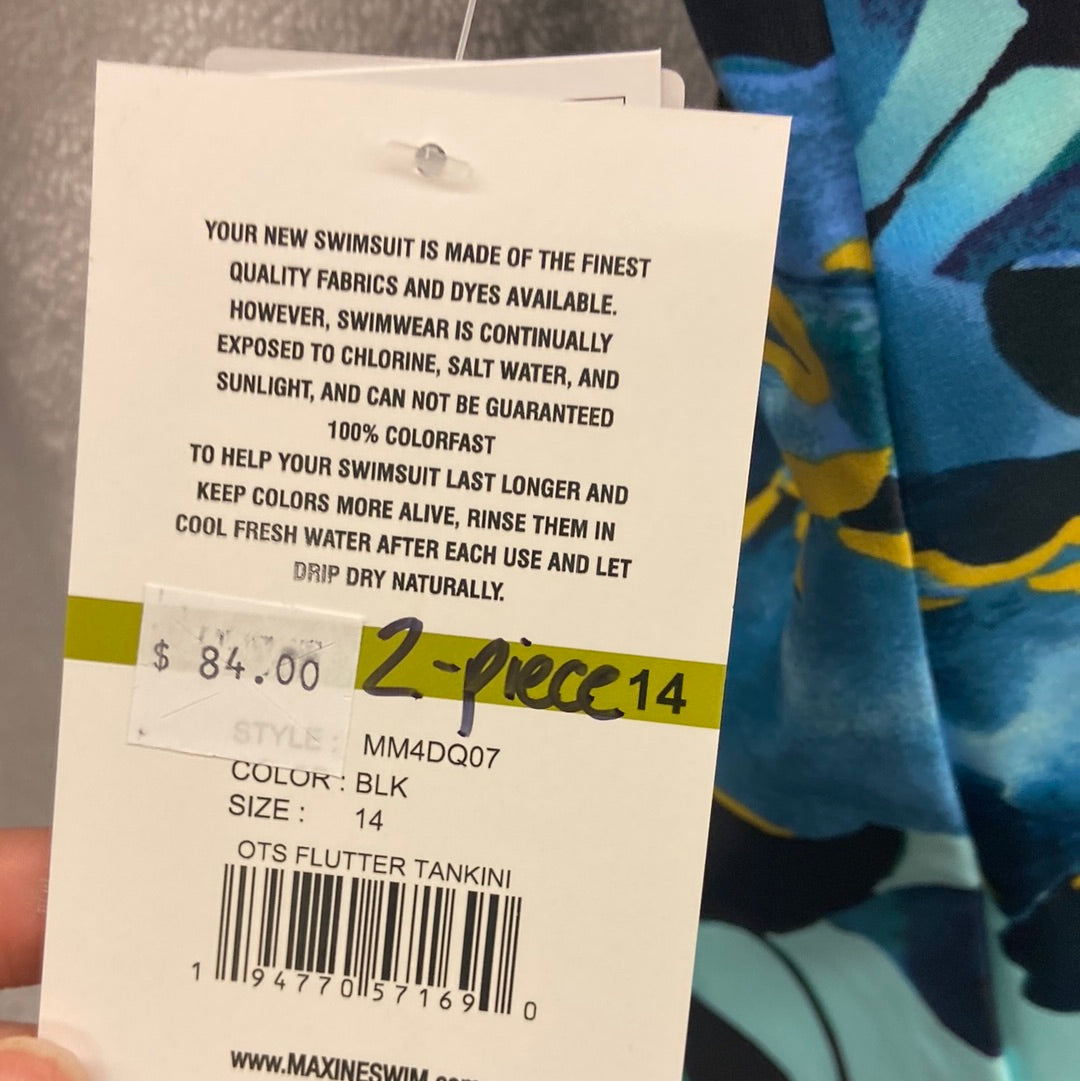 YOUR NEW SWIMSUIT IS MADE OF THE FINEST
QUALITY FABRICS AND DYES AVAILABLE.
HOWEVER, SWIMWEAR IS CONTINUALLY
EXPOSED TO CHLORINE, SALT WATER, AND
SUNLIGHT, AND CAN NOT BE GUARANTEED
100% COLORFAST
TO HELP YOUR SWIMSUIT LAST LONGER AND
KEEP COLORS MORE ALIVE, RINSE THEM IN
COOL FRESH WATER AFTER EACH USE AND LET
DRIP DRY NATURALLY.
$ 84.00 2-piece 14
STYLE : MM4DQ07
COLOR : BLK
SIZE : 14
OTS FLUTTER TANKINI
1 94770 57169 0
www.MAXINESWIM.com